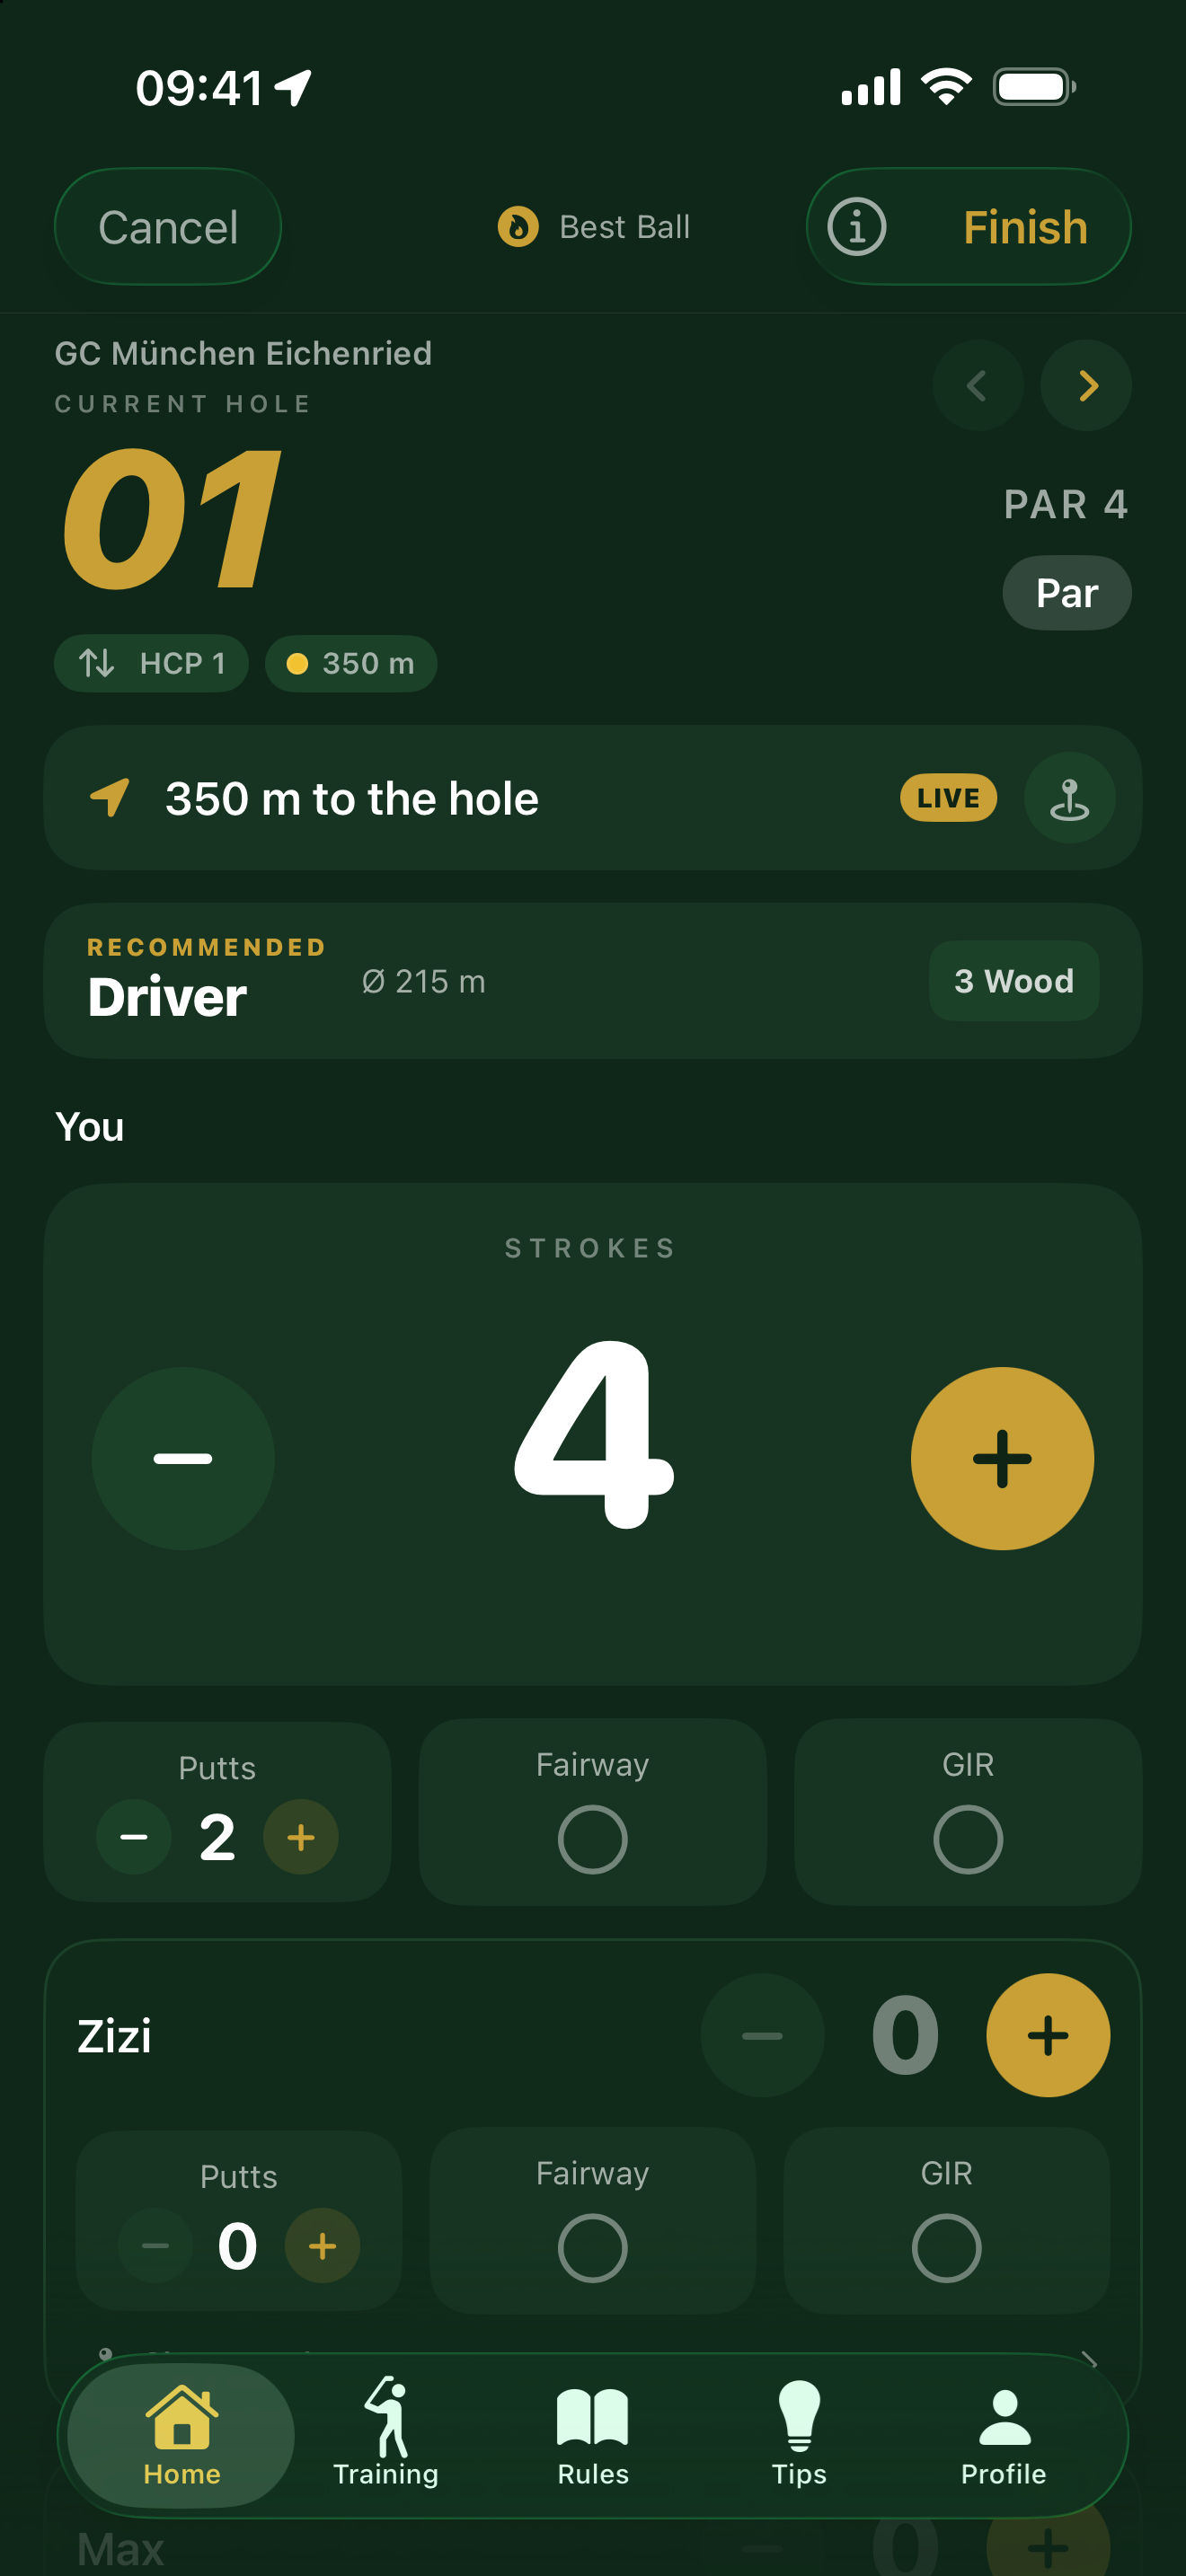 09:41
Cancel
Best Ball
Finish
GC München Eichenried
CURRENT HOLE
01
PAR 4
Par
HCP 1
350 m
350 m to the hole
LIVE
RECOMMENDED
Driver
Ø 215 m
3 Wood
You
STROKES
4
Putts
Fairway
GIR
2
Zizi
0
Putts
Fairway
GIR
0
Home
Training
Rules
Tips
Profile
Max
0